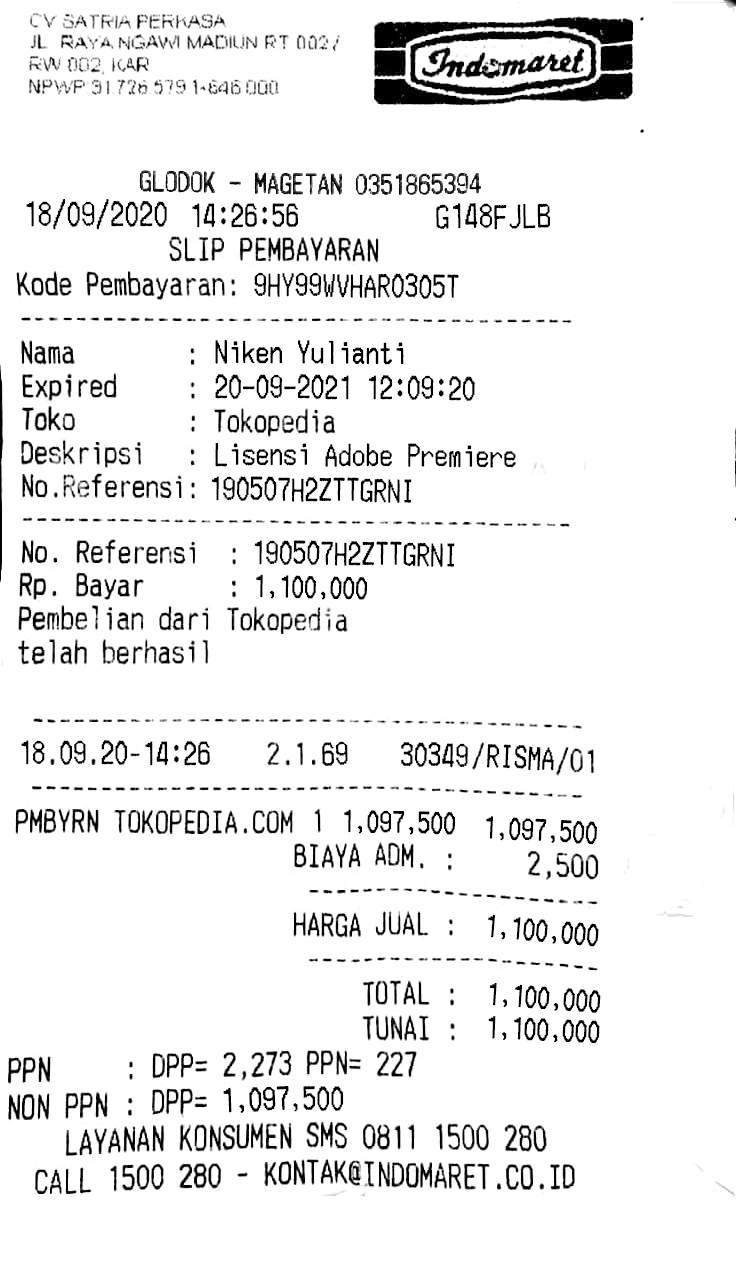 CV SATRIA PERKASA
JL. RAYA NGAWI MADIUN RT 002/
RW 002, KAR
NPWP 31.726.579.1-646.000
Indomaret
GLODOK - MAGETAN 0351865394
18/09/2020 14:26:56 G148FJLB
SLIP PEMBAYARAN
Kode Pembayaran: 9HY99WVHARO305T
Nama : Niken Yulianti
Expired : 20-09-2021 12:09:20
Toko : Tokopedia
Deskripsi : Lisensi Adobe Premiere
No.Referensi: 190507H2ZTTGRNI
No. Referensi : 190507H2ZTTGRNI
Rp. Bayar : 1,100,000
Pembelian dari Tokopedia
telah berhasil
18.09.20-14:26 2.1.69 30349/RISMA/01
PMBYRN TOKOPEDIA.COM 1 1,097,500 1,097,500
BIAYA ADM. : 2,500
HARGA JUAL : 1,100,000
TOTAL : 1,100,000
TUNAI : 1,100,000
PPN : DPP= 2,273 PPN= 227
NON PPN : DPP= 1,097,500
LAYANAN KONSUMEN SMS 0811 1500 280
CALL 1500 280 - KONTAK@INDOMARET.CO.ID